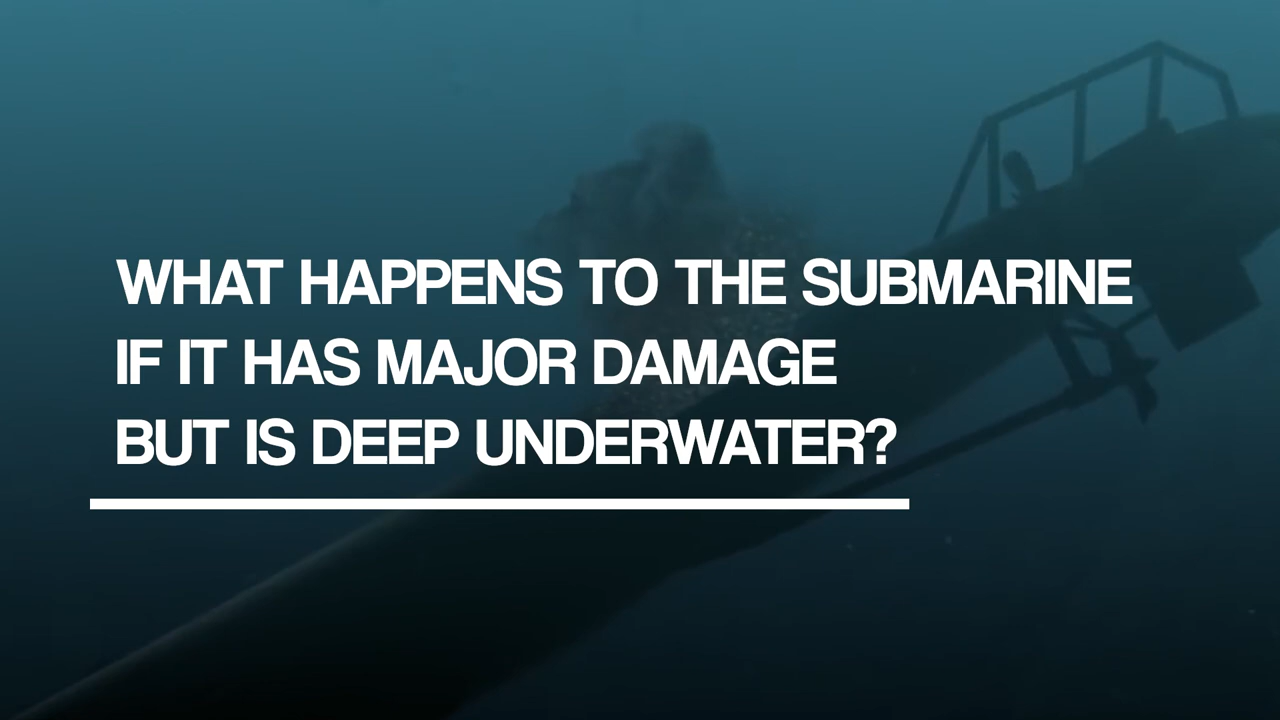 WHAT HAPPENS TO THE SUBMARINE
IF IT HAS MAJOR DAMAGE
BUT IS DEEP UNDERWATER?